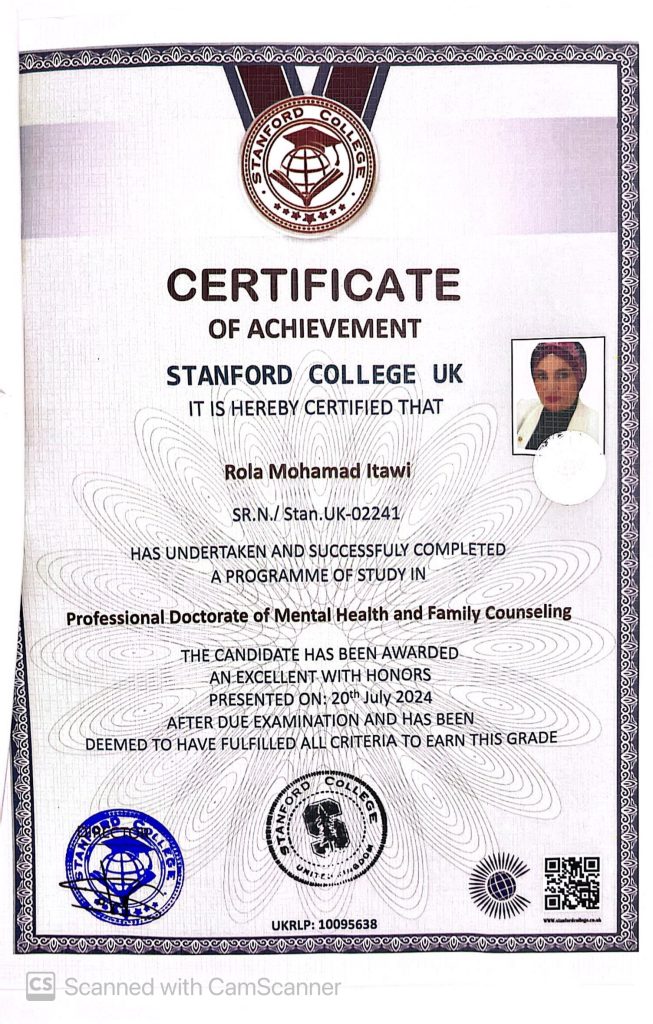 STANFORD COLLEGE
CERTIFICATE
OF ACHIEVEMENT
STANFORD COLLEGE UK
IT IS HEREBY CERTIFIED THAT
Rola Mohamad Itawi
SR.N./ Stan.UK-02241
HAS UNDERTAKEN AND SUCCESSFULY COMPLETED
A PROGRAMME OF STUDY IN
Professional Doctorate of Mental Health and Family Counseling
THE CANDIDATE HAS BEEN AWARDED
AN EXCELLENT WITH HONORS
PRESENTED ON: 20th July 2024
AFTER DUE EXAMINATION AND HAS BEEN
DEEMED TO HAVE FULFILLED ALL CRITERIA TO EARN THIS GRADE
STANFORD COLLEGE
UNITED KINGDOM
STANFORD COLLEGE
DIRECTOR
www.stanfordcollege.co.uk
UKRLP: 10095638
CS Scanned with CamScanner